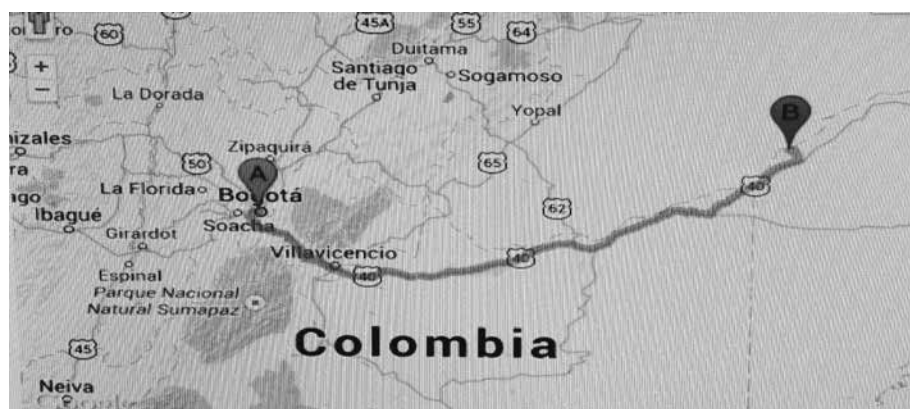 45A
55
64
60
Duitama
+
Santiago
de Tunja
Sogamoso
−
La Dorada
Yopal
B
nizales
Zipaquirá
65
50
A
40
La Florida
Bogotá
62
Ibagué
Soacha
Girardot
Villavicencio
40
Espinal
40
Parque Nacional
Natural Sumapaz
Colombia
45
Neiva